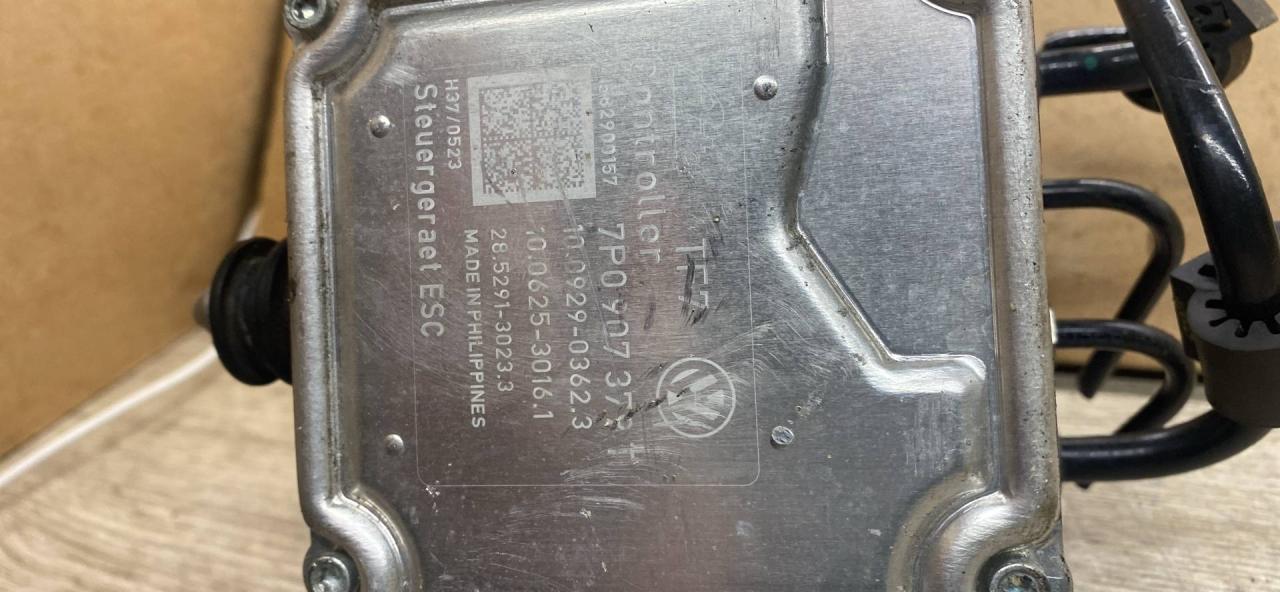 Controller
7P0 907
10.0929-0362.3
10.0625-3016.1
28.5291-3023.3
MADE IN PHILIPPINES
H37/0523
Steuergeraet ESC